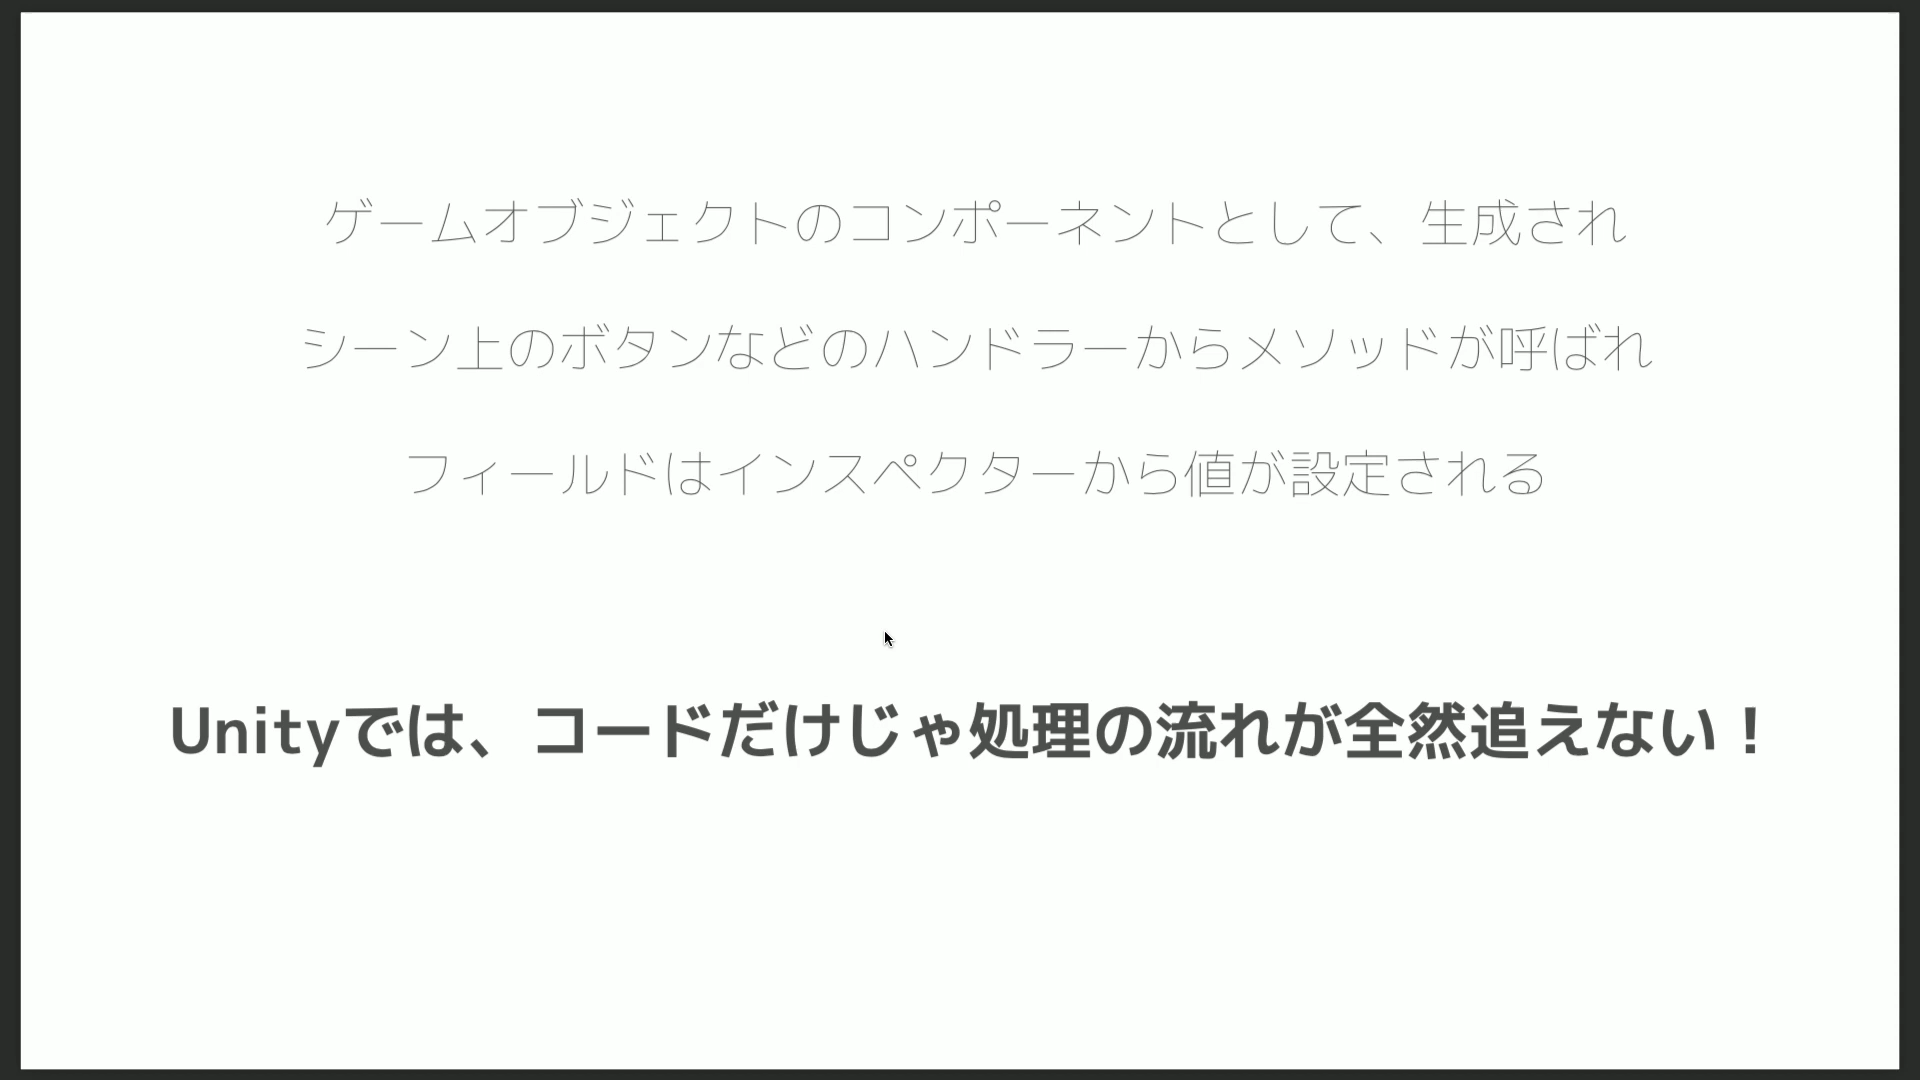 ゲームオブジェクトのコンポーネントとして、生成され
シーン上のボタンなどのハンドラーからメソッドが呼ばれ
フィールドはインスペクターから値が設定される
Unityでは、コードだけじゃ処理の流れが全然追えない！